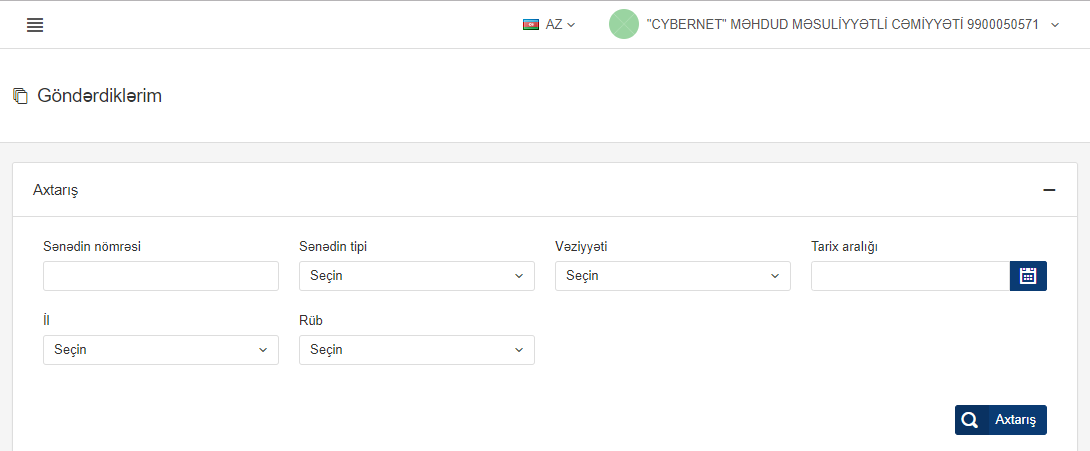 AZ
"CYBERNET" MƏHDUD MƏSULİYYƏTLİ CƏMİYYƏTİ 9900050571
Göndərdiklərim
Axtarış
Sənədin nömrəsi Sənədin tipi Vəziyyəti Tarix aralığı
Seçin Seçin
İl Rüb
Seçin Seçin
Axtarış